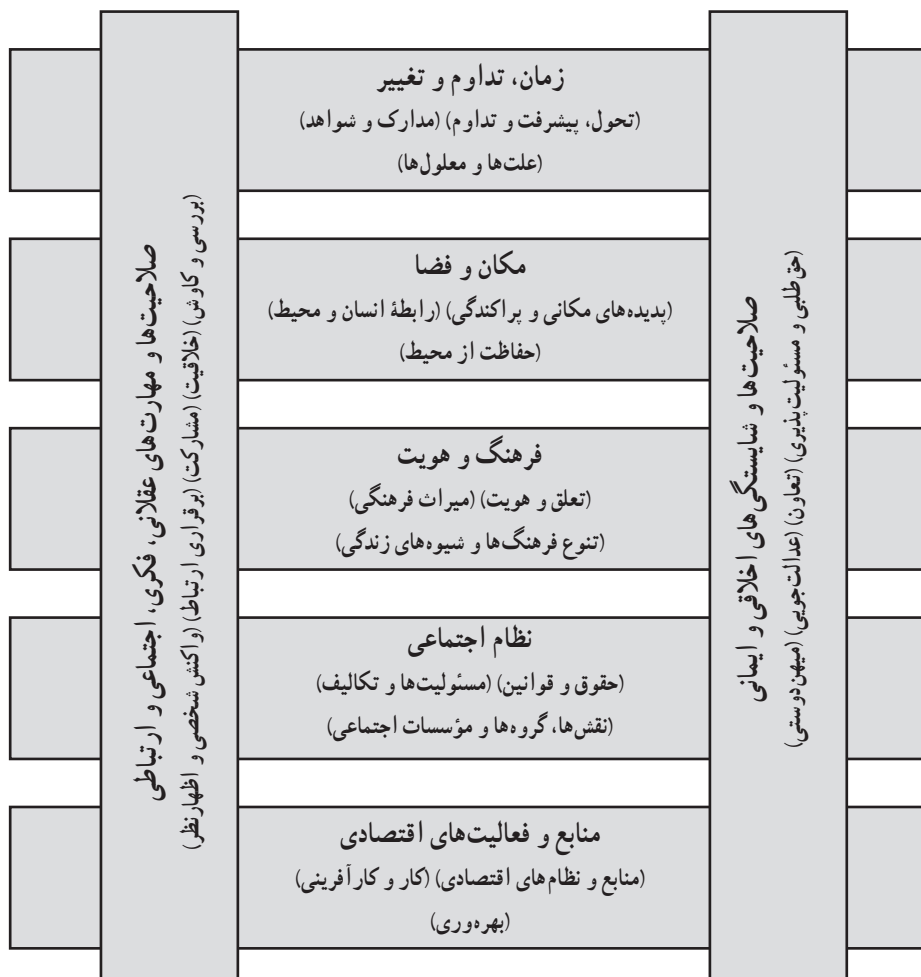 زمان، تداوم و تغییر
(تحول، پیشرفت و تداوم) (مدارک و شواهد)
(علت‌ها و معلول‌ها)
مکان و فضا
(پدیده‌های مکانی و پراکندگی) (رابطهٔ انسان و محیط)
(حفاظت از محیط)
فرهنگ و هویت
(تعلق و هویت) (میراث فرهنگی)
(تنوع فرهنگ‌ها و شیوه‌های زندگی)
نظام اجتماعی
(حقوق و قوانین) (مسئولیت‌ها و تکالیف)
(نقش‌ها، گروه‌ها و مؤسسات اجتماعی)
منابع و فعالیت‌های اقتصادی
(منابع و نظام‌های اقتصادی) (کار و کارآفرینی)
(بهره‌وری)
صلاحیت‌ها و شایستگی‌های اخلاقی و ایمانی
(حق‌طلبی و مسئولیت‌پذیری) (تعاون) (عدالت‌جویی) (میهن‌دوستی)
صلاحیت‌ها و مهارت‌های عقلانی، فکری، اجتماعی و ارتباطی
(بررسی و کاوش) (خلاقیت) (مشارکت) (برقراری ارتباط) (واکنش شخصی و اظهارنظر)